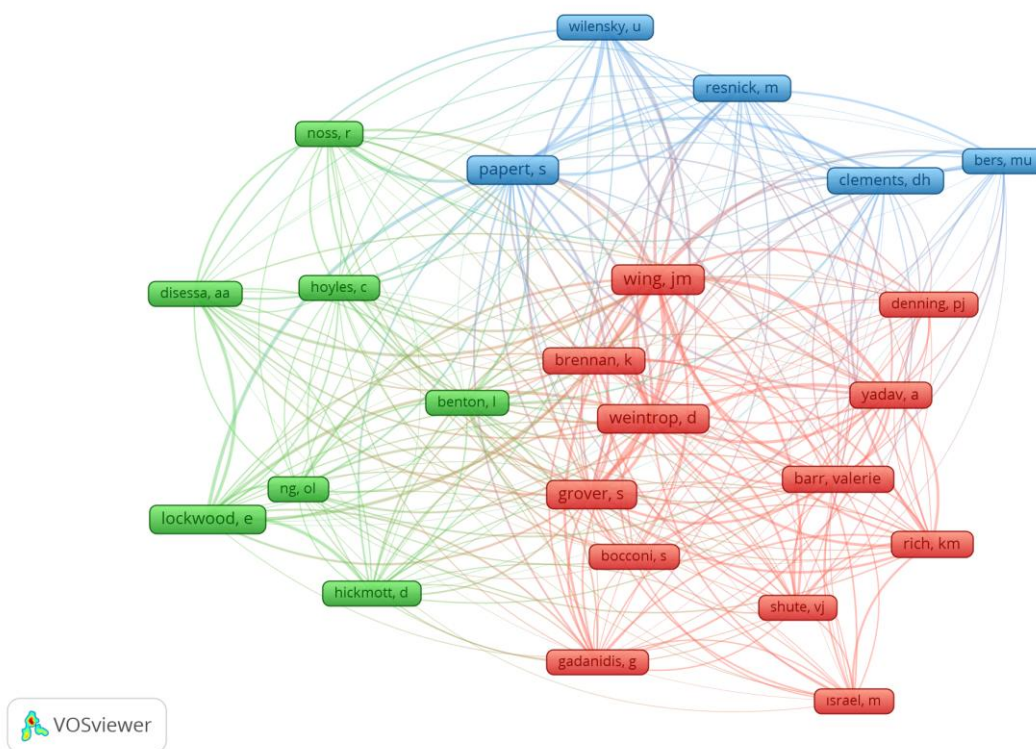 wilensky, u
resnick, m
noss, r
bers, mu
papert, s
clements, dh
wing, jm
hoyles, c
disessa, aa
denning, pj
brennan, k
yadav, a
benton, l
weintrop, d
barr, valerie
ng, ol
grover, s
lockwood, e
rich, km
bocconi, s
hickmott, d
shute, vj
gadanidis, g
ısrael, m
VOSviewer